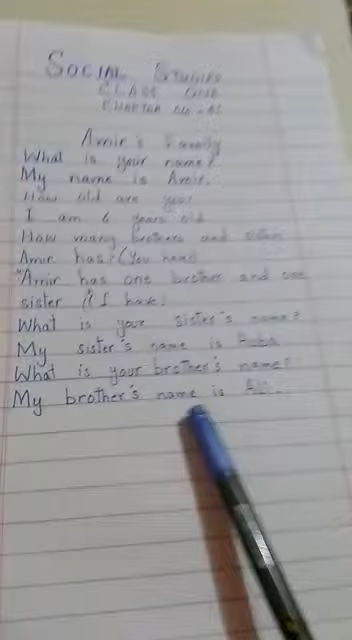 Social Studies
CLASS ONE
CHAPTER
Amir's Family
What is your name?
My name is Amir.
How old are you?
I am 6 years old
How many brothers and sisters
Amir has? (You have)
"Amir has one brother and one
sister (I have)
What is your sister's name?
My sister's name is
What is your brother's name?
My brother's name is Ali.